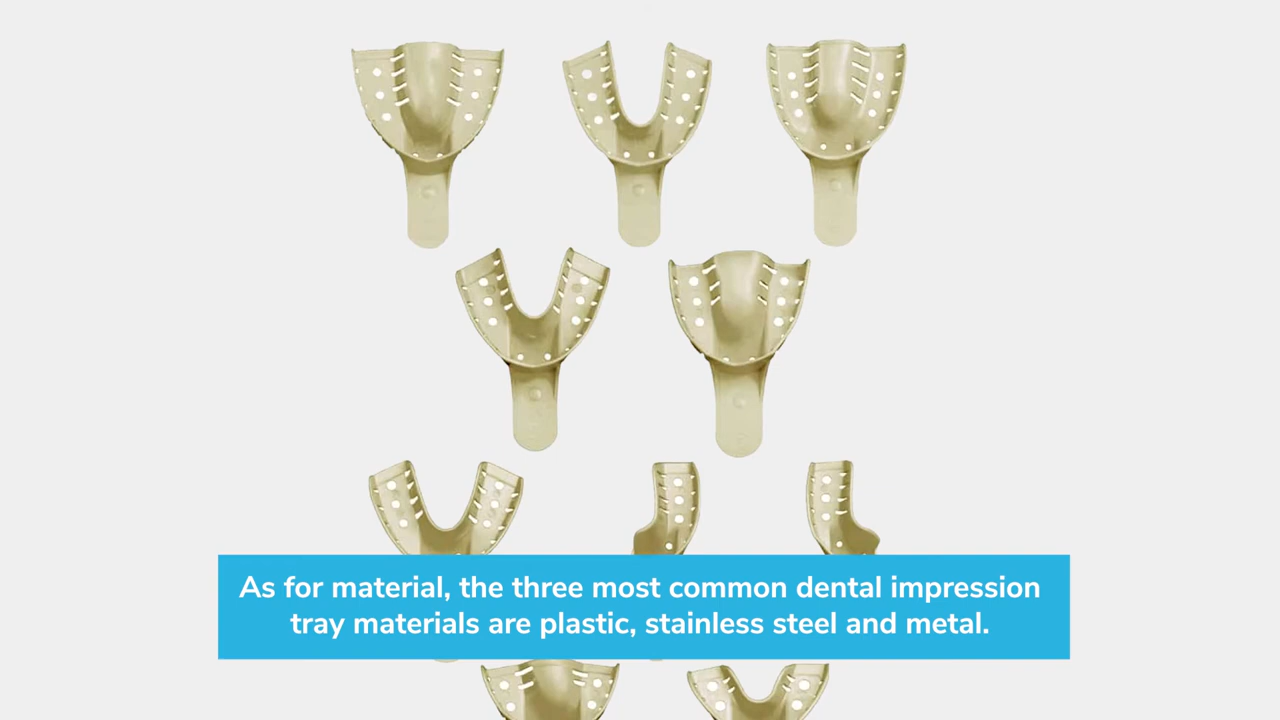 As for material, the three most common dental impression
tray materials are plastic, stainless steel and metal.